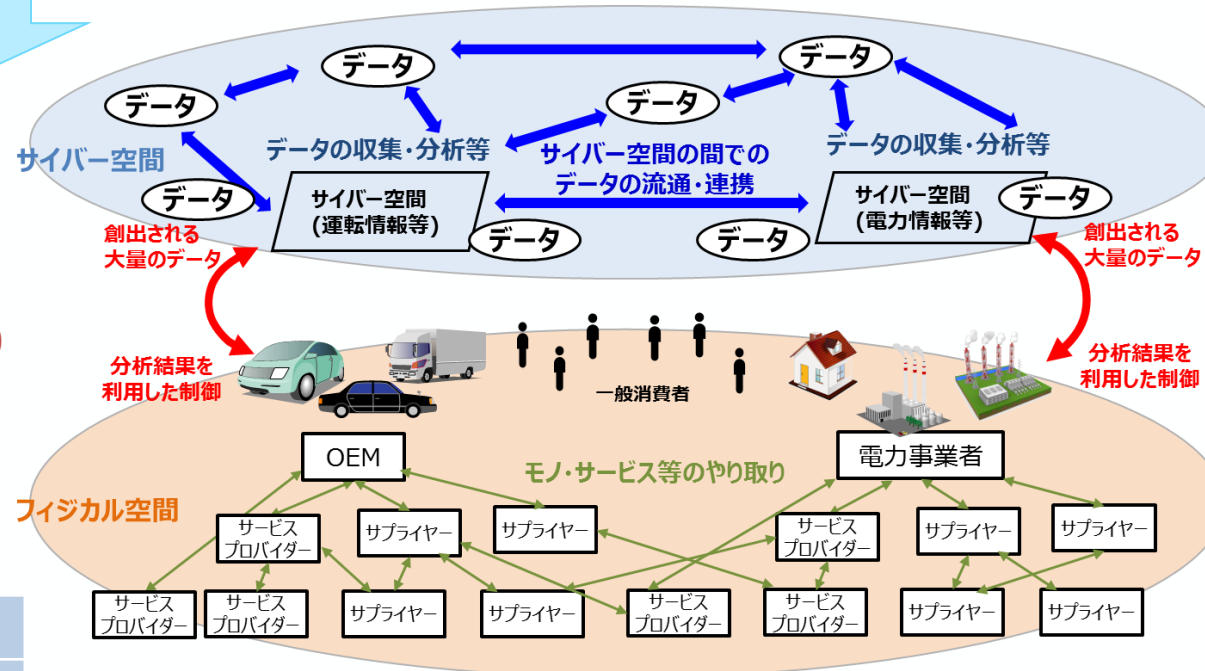 データ
データ
データ
データ
サイバー空間
データの収集・分析等
サイバー空間の間での
データの流通・連携
データの収集・分析等
データ
サイバー空間
(運転情報等)
データ
データ
サイバー空間
(電力情報等)
データ
創出される
大量のデータ
創出される
大量のデータ
分析結果を
利用した制御
一般消費者
分析結果を
利用した制御
OEM
モノ・サービス等のやり取り
電力事業者
フィジカル空間
サービス
プロバイダー
サプライヤー
サプライヤー
サービス
プロバイダー
サプライヤー
サプライヤー
サービス
プロバイダー
サービス
プロバイダー
サプライヤー
サプライヤー
サービス
プロバイダー
サービス
プロバイダー
サプライヤー
サプライヤー